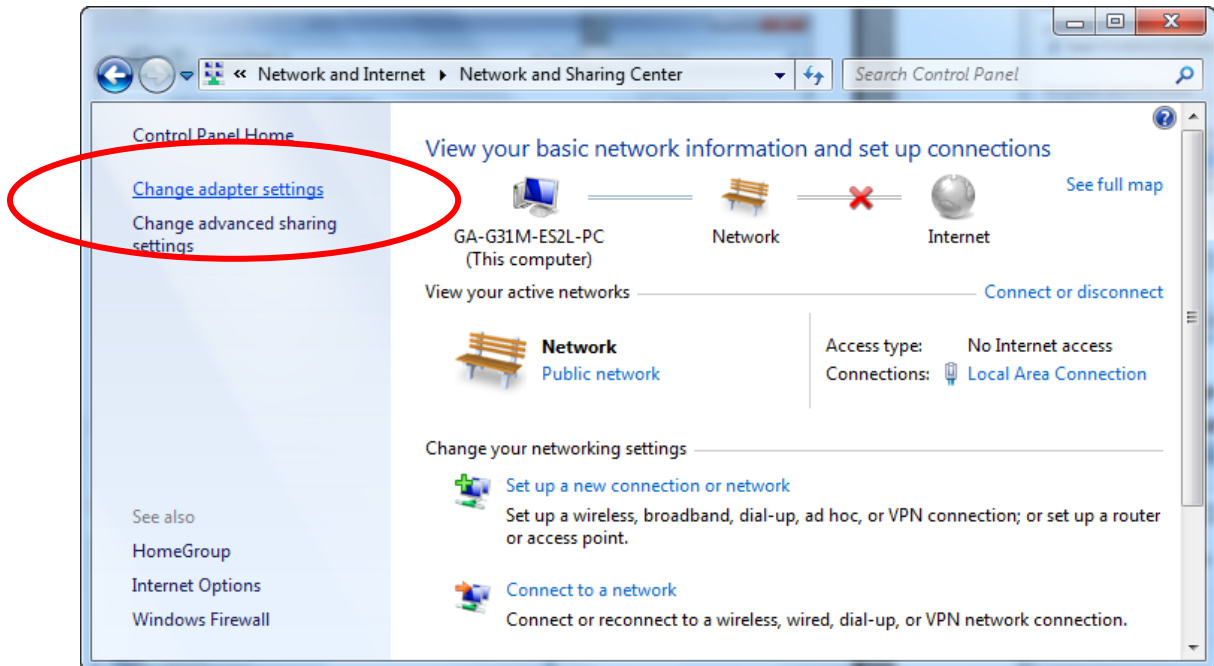 « Network and Internet ▸ Network and Sharing Center
Search Control Panel
Control Panel Home
Change adapter settings
Change advanced sharing
settings
See also
HomeGroup
Internet Options
Windows Firewall
View your basic network information and set up connections
See full map
GA-G31M-ES2L-PC
(This computer)
Network
Internet
View your active networks
Connect or disconnect
Network
Public network
Access type: No Internet access
Connections: Local Area Connection
Change your networking settings
Set up a new connection or network
Set up a wireless, broadband, dial-up, ad hoc, or VPN connection; or set up a router
or access point.
Connect to a network
Connect or reconnect to a wireless, wired, dial-up, or VPN network connection.